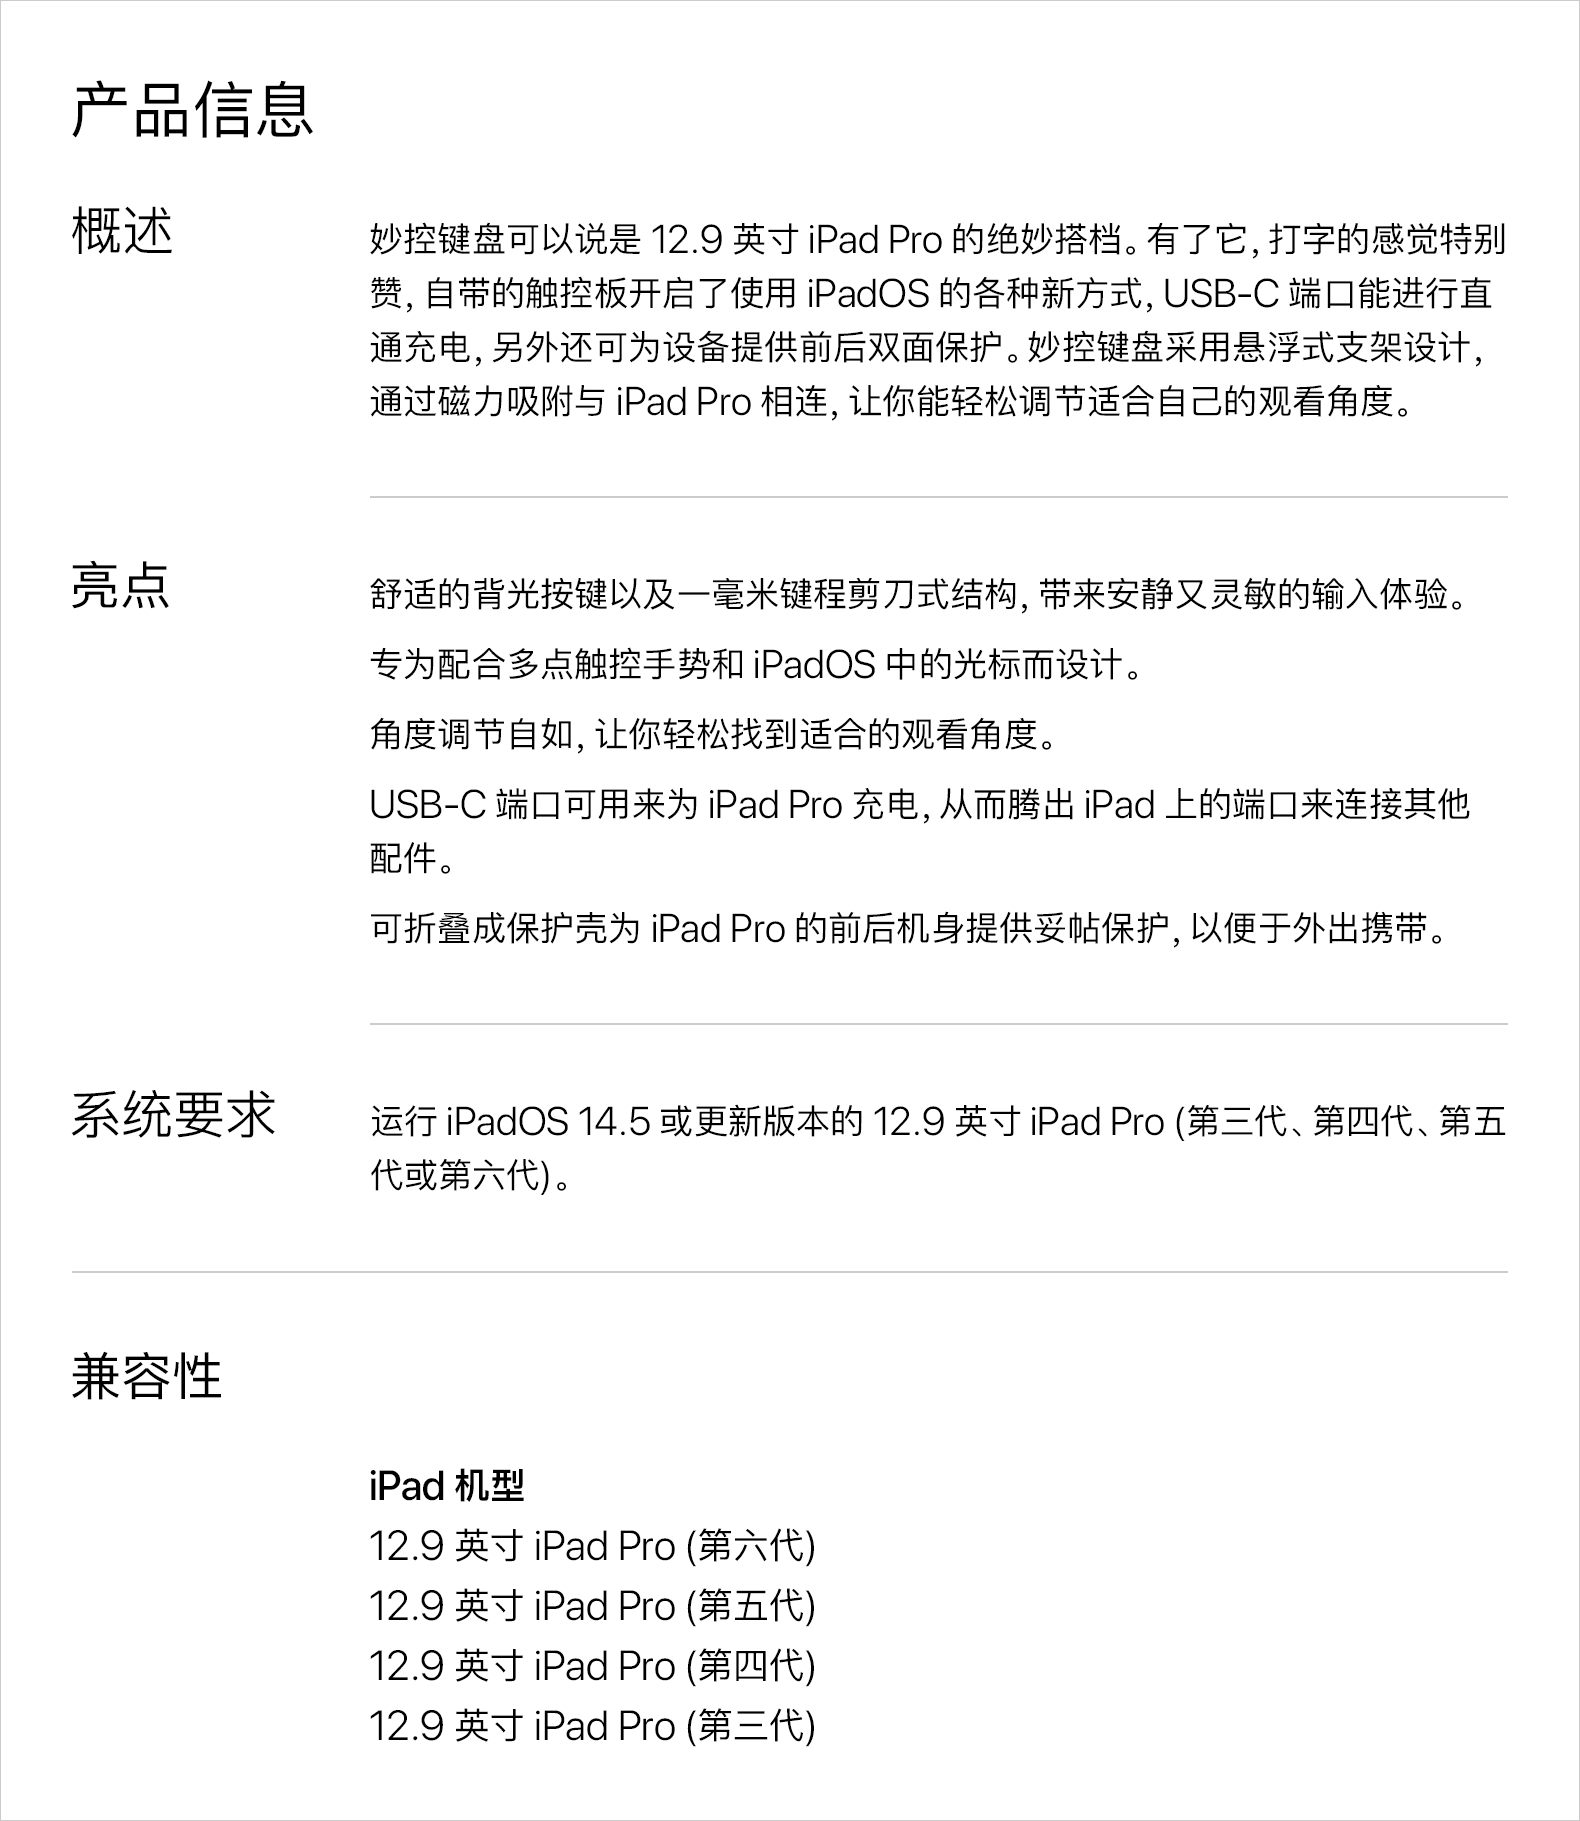 产品信息
概述
妙控键盘可以说是 12.9 英寸 iPad Pro 的绝妙搭档。有了它, 打字的感觉特别
赞, 自带的触控板开启了使用 iPadOS 的各种新方式, USB-C 端口能进行直
通充电, 另外还可为设备提供前后双面保护。妙控键盘采用悬浮式支架设计,
通过磁力吸附与 iPad Pro 相连, 让你能轻松调节适合自己的观看角度。
亮点
舒适的背光按键以及一毫米键程剪刀式结构, 带来安静又灵敏的输入体验。
专为配合多点触控手势和 iPadOS 中的光标而设计。
角度调节自如, 让你轻松找到适合的观看角度。
USB-C 端口可用来为 iPad Pro 充电, 从而腾出 iPad 上的端口来连接其他
配件。
可折叠成保护壳为 iPad Pro 的前后机身提供妥帖保护, 以便于外出携带。
系统要求
运行 iPadOS 14.5 或更新版本的 12.9 英寸 iPad Pro (第三代、第四代、第五
代或第六代)。
兼容性
iPad 机型
12.9 英寸 iPad Pro (第六代)
12.9 英寸 iPad Pro (第五代)
12.9 英寸 iPad Pro (第四代)
12.9 英寸 iPad Pro (第三代)